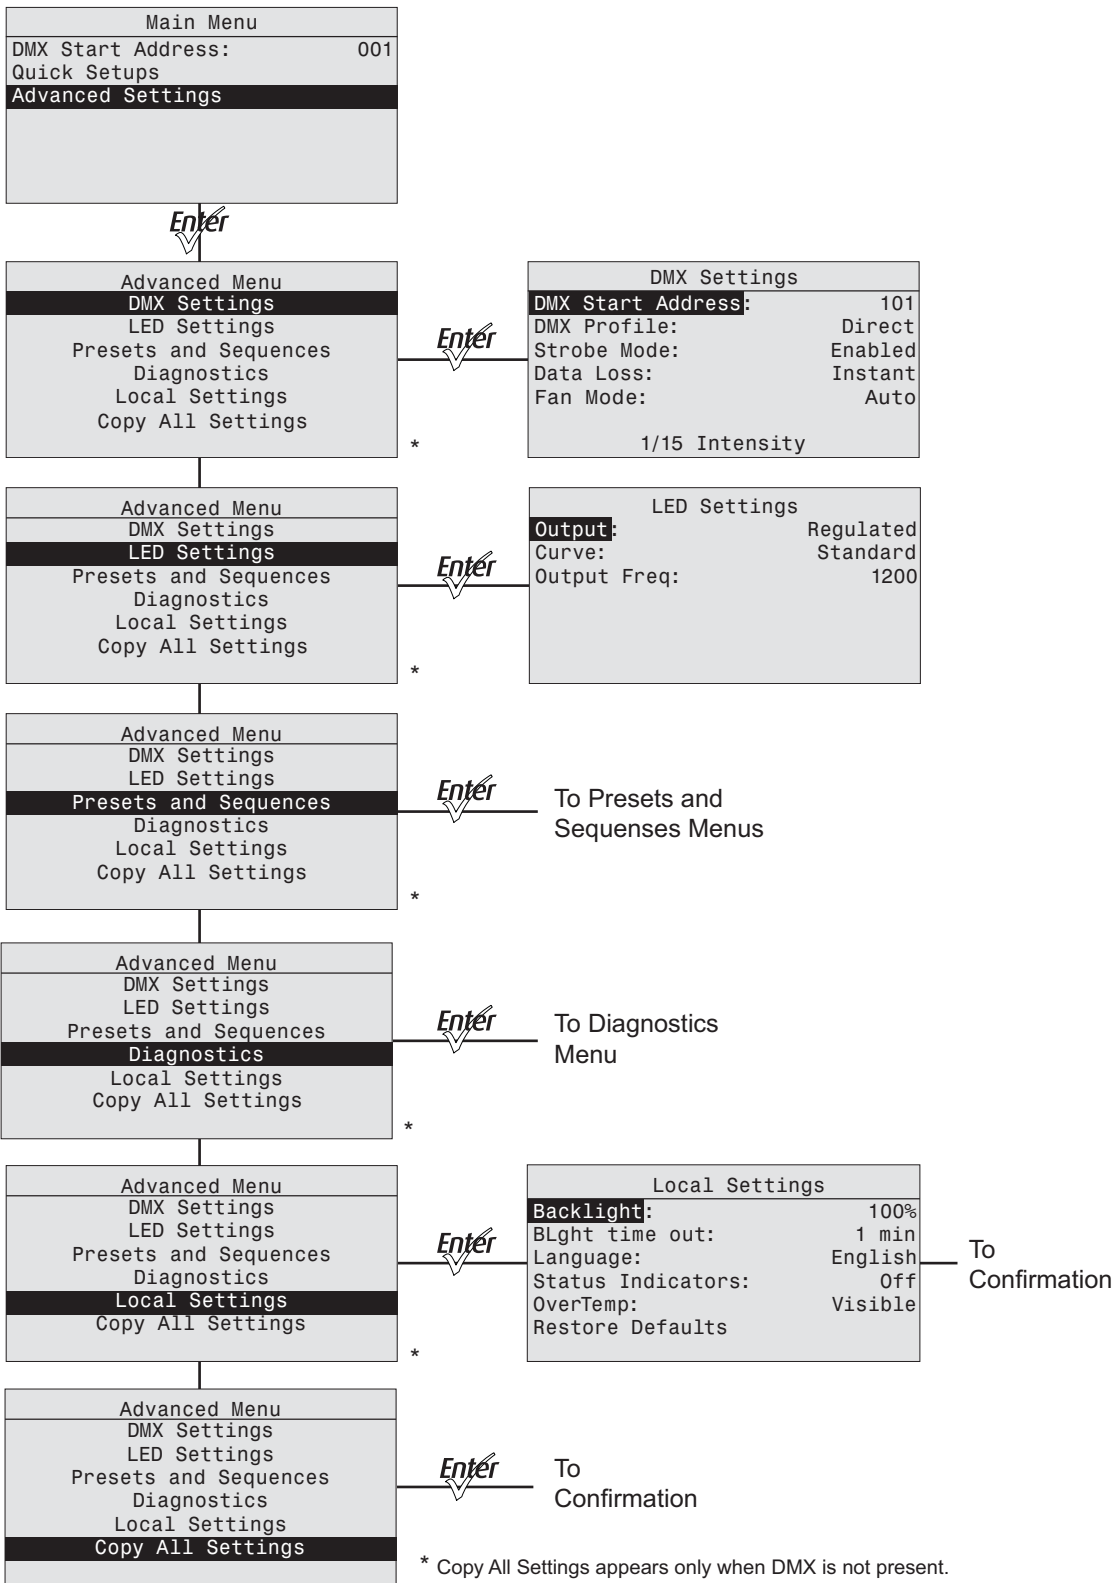 Main Menu
DMX Start Address: 001
Quick Setups
Advanced Settings
Enter
Advanced Menu
DMX Settings
LED Settings
Presets and Sequences
Diagnostics
Local Settings
Copy All Settings
*
Enter
DMX Settings
DMX Start Address: 101
DMX Profile: Direct
Strobe Mode: Enabled
Data Loss: Instant
Fan Mode: Auto
1/15 Intensity
Advanced Menu
DMX Settings
LED Settings
Presets and Sequences
Diagnostics
Local Settings
Copy All Settings
*
Enter
LED Settings
Output: Regulated
Curve: Standard
Output Freq: 1200
Advanced Menu
DMX Settings
LED Settings
Presets and Sequences
Diagnostics
Local Settings
Copy All Settings
*
Enter
To Presets and
Sequenses Menus
Advanced Menu
DMX Settings
LED Settings
Presets and Sequences
Diagnostics
Local Settings
Copy All Settings
*
Enter
To Diagnostics
Menu
Advanced Menu
DMX Settings
LED Settings
Presets and Sequences
Diagnostics
Local Settings
Copy All Settings
*
Enter
Local Settings
Backlight: 100%
BLght time out: 1 min
Language: English
Status Indicators: Off
OverTemp: Visible
Restore Defaults
To
Confirmation
Advanced Menu
DMX Settings
LED Settings
Presets and Sequences
Diagnostics
Local Settings
Copy All Settings
Enter
To
Confirmation
* Copy All Settings appears only when DMX is not present.